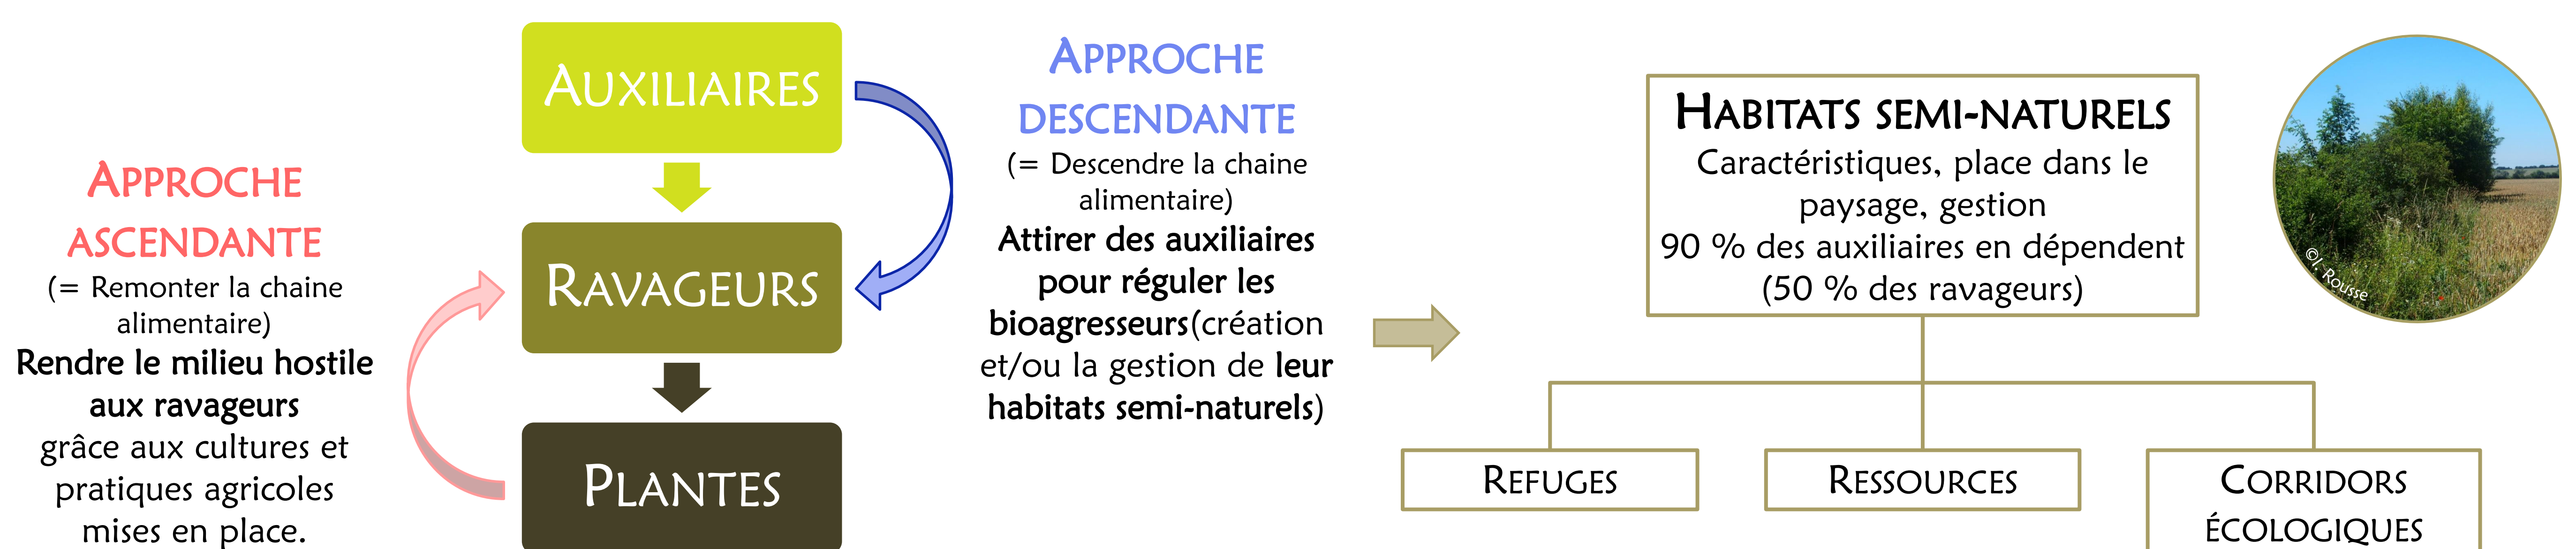 APPROCHE
ASCENDANTE
(= Remonter la chaine
alimentaire)
Rendre le milieu hostile
aux ravageurs
grâce aux cultures et
pratiques agricoles
mises en place.
AUXILIAIRES
RAVAGEURS
PLANTES
APPROCHE
DESCENDANTE
(= Descendre la chaine
alimentaire)
Attirer des auxiliaires
pour réguler les
bioagresseurs(création
et/ou la gestion de leur
habitats semi-naturels)
HABITATS SEMI-NATURELS
Caractéristiques, place dans le
paysage, gestion
90 % des auxiliaires en dépendent
(50 % des ravageurs)
©I. Rousse
REFUGES
RESSOURCES
CORRIDORS
ÉCOLOGIQUES